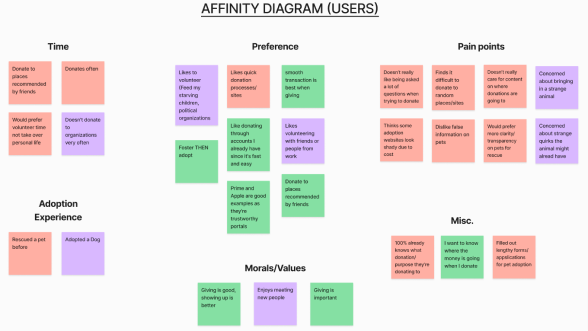 AFFINITY DIAGRAM (USERS)
Time
Donate to
places
recommended
by friends
Donates often
Would prefer
volunteer time
not take over
personal life
Doesn't donate
to
organizations
very often
Adoption
Experience
Rescued a pet
before
Adopted a Dog
Preference
Likes to
volunteer
(Feed my
starving
children,
political
organizations
Likes quick
donation
processes/
sites
smooth
transaction is
best when
giving
Like donating
through
accounts I
already have
since it's fast
and easy
Likes
volunteering
with friends
or people from
work
Foster THEN
adopt
Prime and
Apple are good
examples as
they're
trustworthy
portals
Donate to
places
recommended
by friends
Morals/Values
Giving is good,
showing up is
better
Enjoys meeting
new people
Giving is
important
Pain points
Doesn't really
like being asked
a lot of
questions when
trying to donate
Finds it
difficult to
donate to
random
places/sites
Doesn't really
care for content
on where
donations are
going to
Concerned
about bringing
in a strange
animal
Thinks some
adoption
websites look
shady due to
cost
Dislike false
information on
pets
Would prefer
more clarity/
transparency
on pets for
rescue
Concerned
about strange
quirks the
animal might
already have
Misc.
100% already
knows what
donation/
purpose they're
donating to
I want to know
where the
money is going
when I donate
Filled out
lengthy forms/
applications
for pet adoption